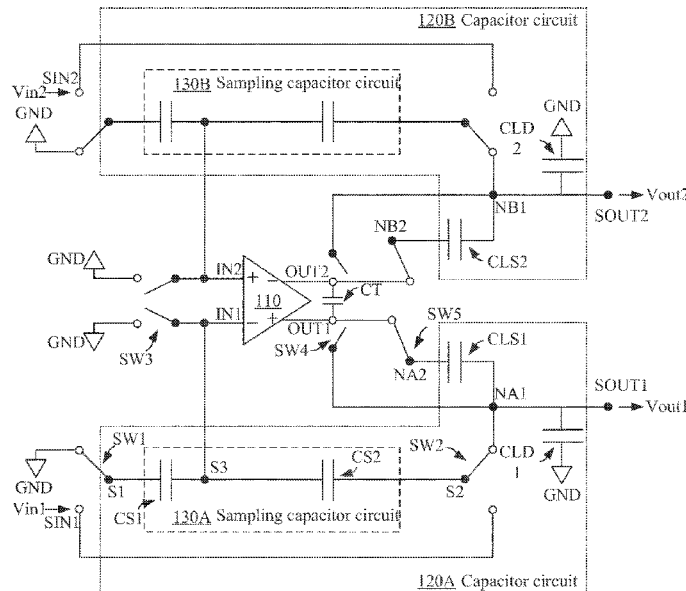 120B Capacitor circuit
SIN2
Vin2
GND
130B Sampling capacitor circuit
GND
CLD
2
NB1
Vout2
SOUT2
NB2
CLS2
GND
IN2
OUT2
CT
110
GND
IN1
OUT1
SW3
SW4
SW5
CLS1
NA2
NA1
SOUT1
Vout1
SW1
GND
S1
S3
CS2
SW2
S2
CLD
1
GND
Vin1
SIN1
CS1
130A Sampling capacitor circuit
120A Capacitor circuit